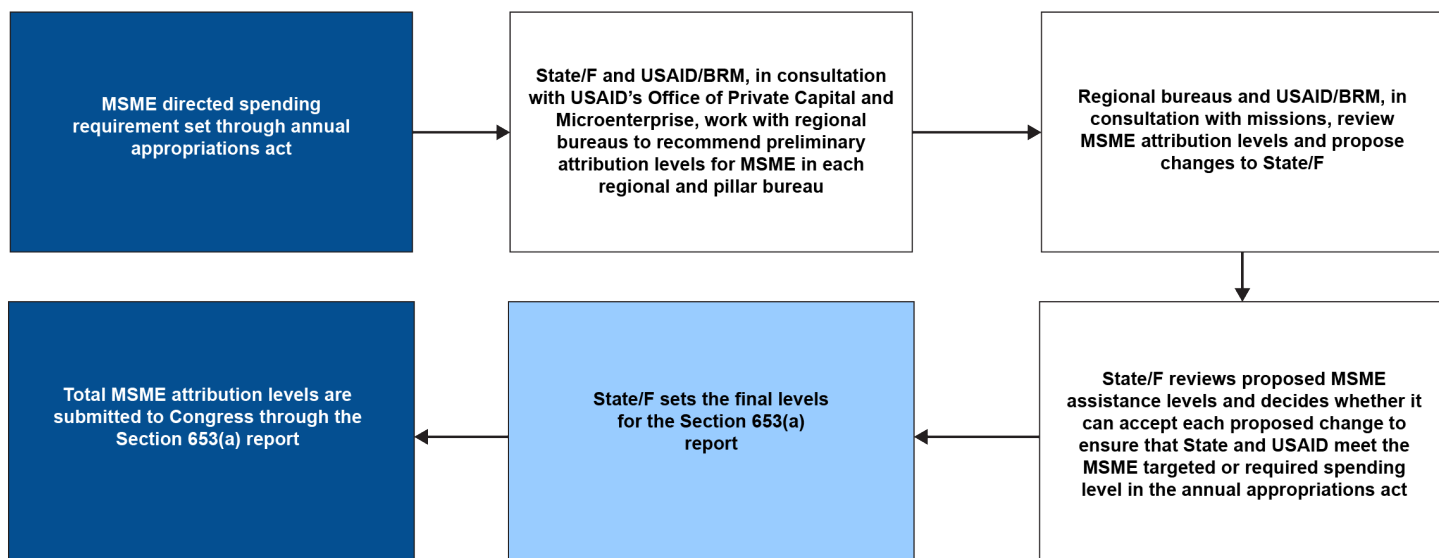 MSME directed spending
requirement set through annual
appropriations act
State/F and USAID/BRM, in consultation
with USAID’s Office of Private Capital and
Microenterprise, work with regional
bureaus to recommend preliminary
attribution levels for MSME in each
regional and pillar bureau
Regional bureaus and USAID/BRM, in
consultation with missions, review
MSME attribution levels and propose
changes to State/F
State/F reviews proposed MSME
assistance levels and decides whether it
can accept each proposed change to
ensure that State and USAID meet the
MSME targeted or required spending
level in the annual appropriations act
State/F sets the final levels
for the Section 653(a)
report
Total MSME attribution levels are
submitted to Congress through the
Section 653(a) report